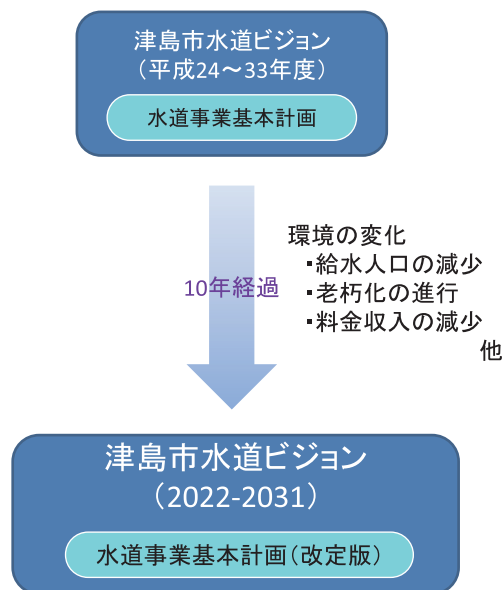 津島市水道ビジョン
（平成24～33年度）
水道事業基本計画
環境の変化
・給水人口の減少
10年経過
・老朽化の進行
・料金収入の減少
他
津島市水道ビジョン
（2022-2031）
水道事業基本計画（改定版）